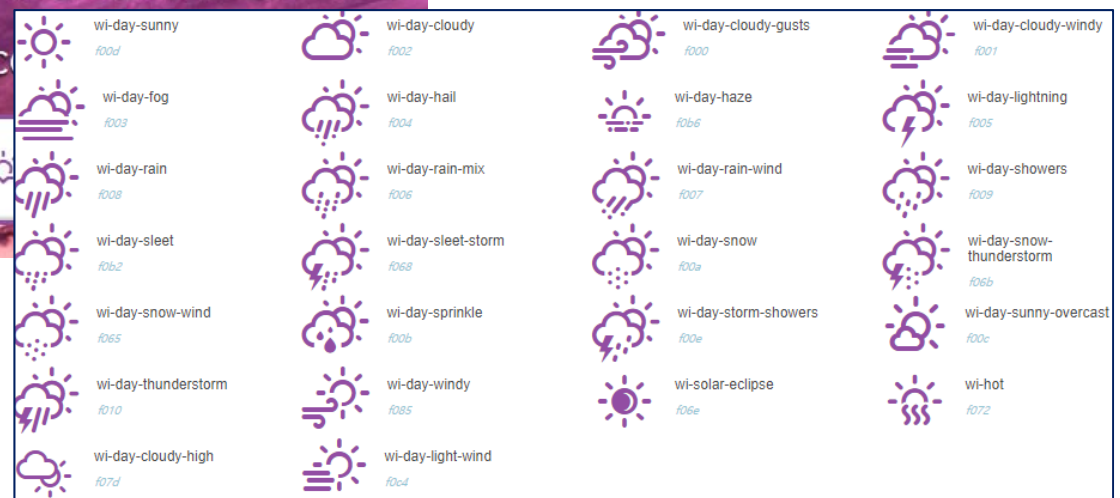 wi-day-sunny
f00d
wi-day-cloudy
f002
wi-day-cloudy-gusts
f000
wi-day-cloudy-windy
f001
wi-day-fog
f003
wi-day-hail
f004
wi-day-haze
f0b6
wi-day-lightning
f005
wi-day-rain
f008
wi-day-rain-mix
f006
wi-day-rain-wind
f007
wi-day-showers
f009
wi-day-sleet
f0b2
wi-day-sleet-storm
f068
wi-day-snow
f00a
wi-day-snow-
thunderstorm
f06b
wi-day-snow-wind
f065
wi-day-sprinkle
f00b
wi-day-storm-showers
f00e
wi-day-sunny-overcast
f00c
wi-day-thunderstorm
f010
wi-day-windy
f085
wi-solar-eclipse
f06e
wi-hot
f072
wi-day-cloudy-high
f07d
wi-day-light-wind
f0c4